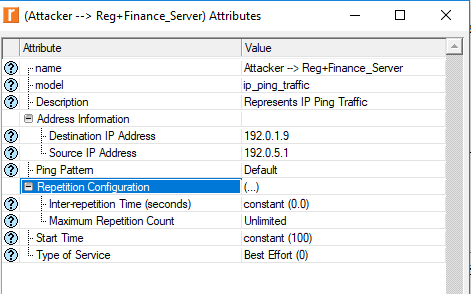 (Attacker --> Reg+Finance_Server) Attributes
Attribute Value
name Attacker --> Reg+Finance_Server
model ip_ping_traffic
Description Represents IP Ping Traffic
Address Information
Destination IP Address 192.0.1.9
Source IP Address 192.0.5.1
Ping Pattern Default
Repetition Configuration (...)
Inter-repetition Time (seconds) constant (0.0)
Maximum Repetition Count Unlimited
Start Time constant (100)
Type of Service Best Effort (0)